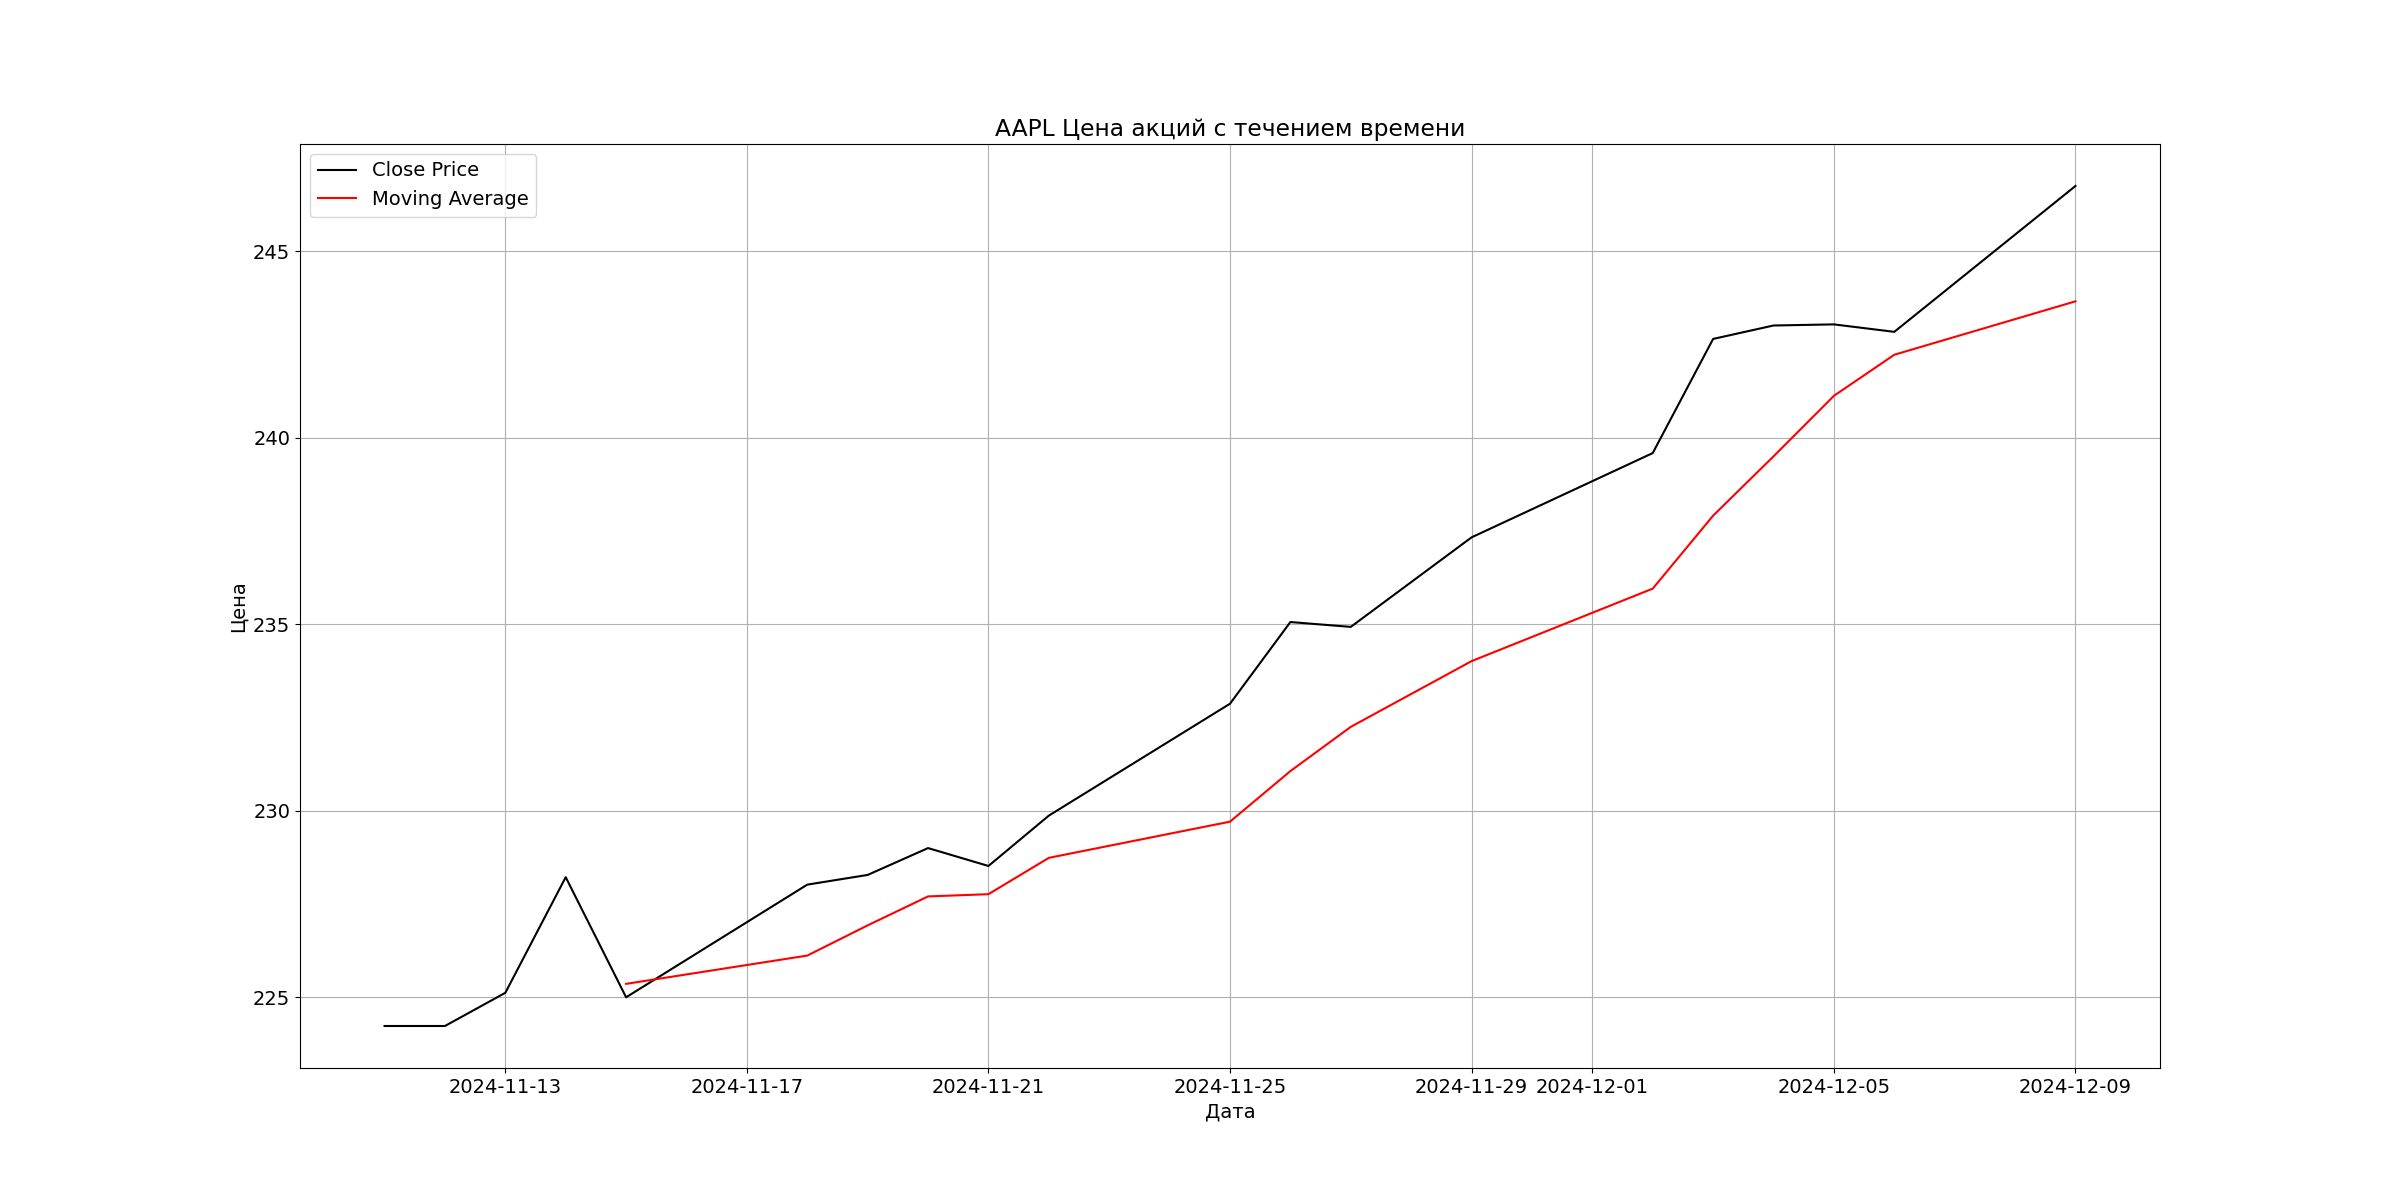 AAPL Цена акций с течением времени
Close Price
Moving Average
245
240
235
230
225
Цена
2024-11-13
2024-11-17
2024-11-21
2024-11-25
2024-11-29
2024-12-01
2024-12-05
2024-12-09
Дата